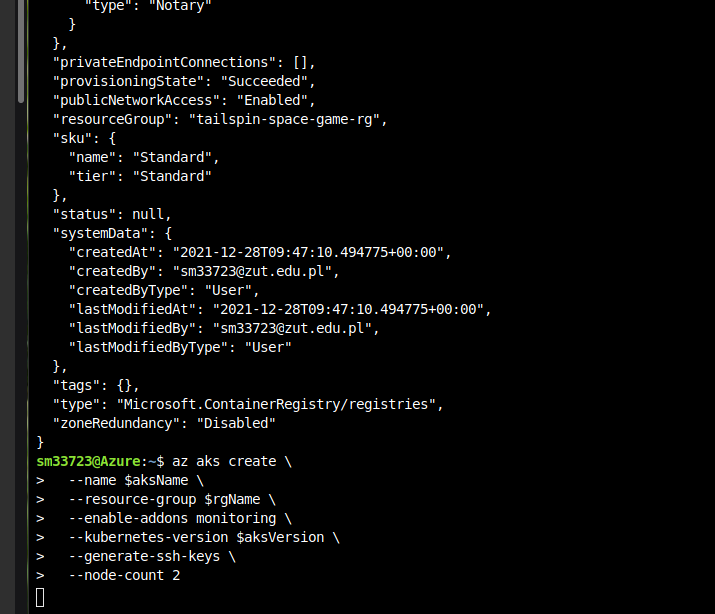 "type": "Notary"
}
},
"privateEndpointConnections": [],
"provisioningState": "Succeeded",
"publicNetworkAccess": "Enabled",
"resourceGroup": "tailspin-space-game-rg",
"sku": {
"name": "Standard",
"tier": "Standard"
},
"status": null,
"systemData": {
"createdAt": "2021-12-28T09:47:10.494775+00:00",
"createdBy": "sm33723@zut.edu.pl",
"createdByType": "User",
"lastModifiedAt": "2021-12-28T09:47:10.494775+00:00",
"lastModifiedBy": "sm33723@zut.edu.pl",
"lastModifiedByType": "User"
},
"tags": {},
"type": "Microsoft.ContainerRegistry/registries",
"zoneRedundancy": "Disabled"
}
sm33723@Azure:~$ az aks create \
>   --name $aksName \
>   --resource-group $rgName \
>   --enable-addons monitoring \
>   --kubernetes-version $aksVersion \
>   --generate-ssh-keys \
>   --node-count 2